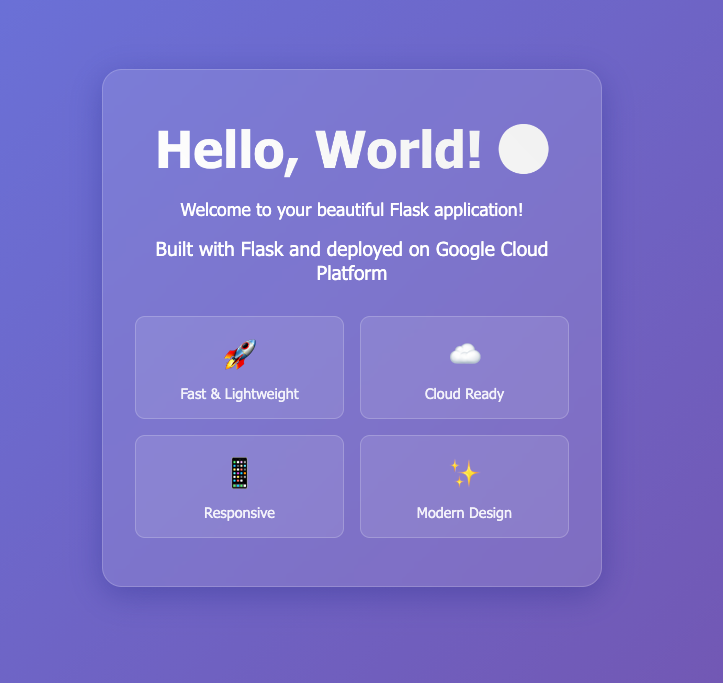 Hello, World!
Welcome to your beautiful Flask application!
Built with Flask and deployed on Google Cloud
Platform
Fast & Lightweight
Cloud Ready
Responsive
Modern Design